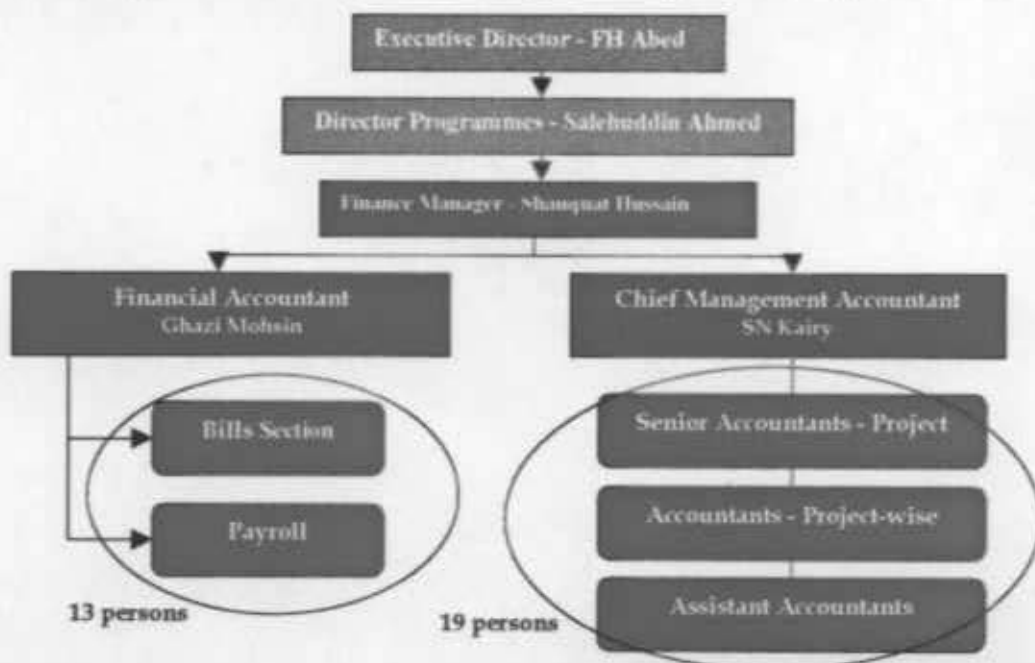 Executive Director - FH Abed
Director Programmes - Salehuddin Ahmed
Finance Manager - Shauquat Hussain
Financial Accountant
Ghazi Mohsin
Chief Management Accountant
SN Kairy
Bills Section
Payroll
13 persons
Senior Accountants - Project
Accountants - Project-wise
Assistant Accountants
19 persons